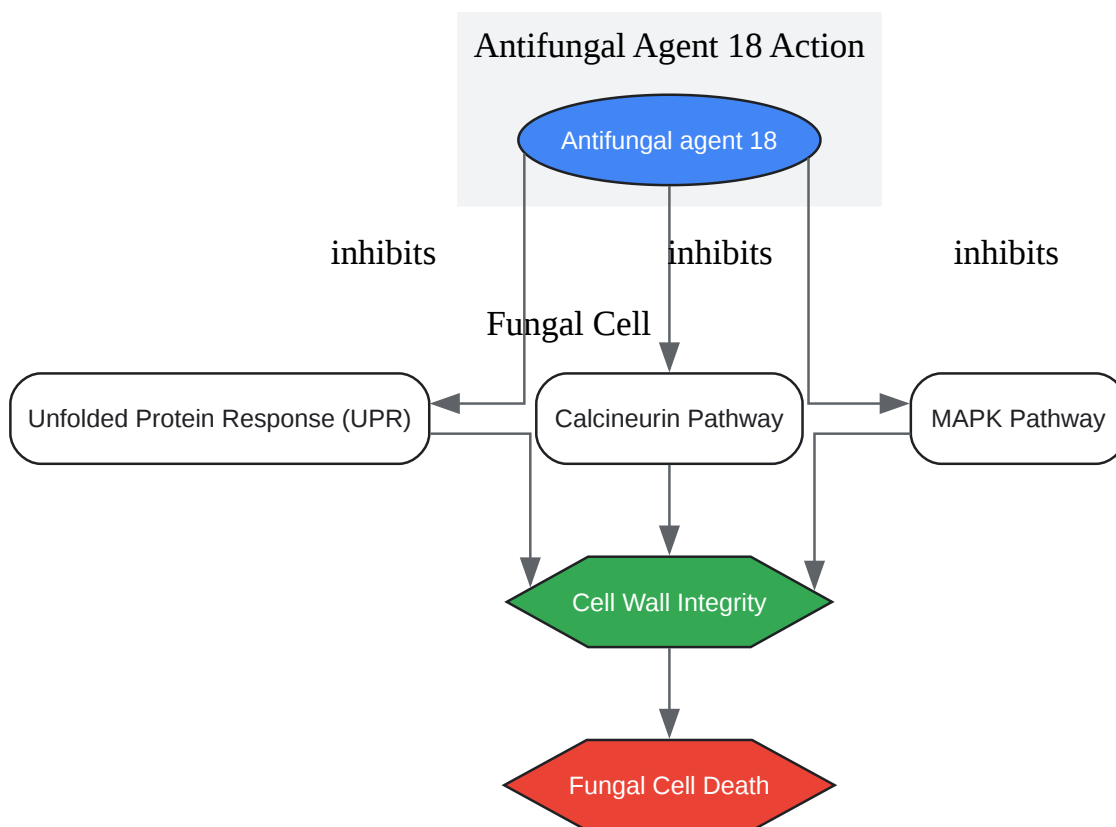 Antifungal Agent 18 Action
Antifungal agent 18
inhibits
inhibits
inhibits
Fungal Cell
Unfolded Protein Response (UPR)
Calcineurin Pathway
MAPK Pathway
Cell Wall Integrity
Fungal Cell Death